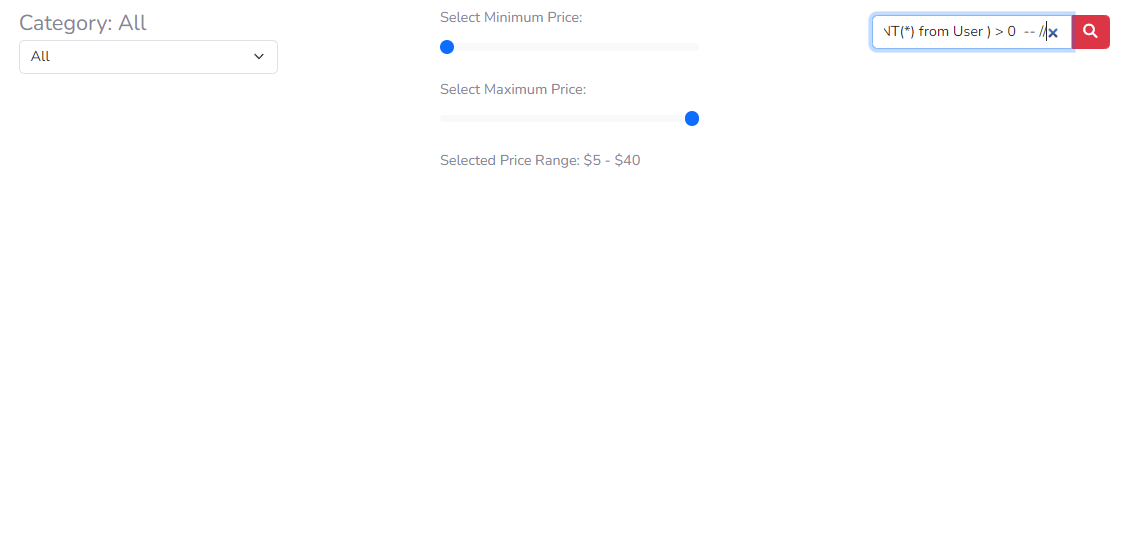 Category: All
All
Select Minimum Price:
Select Maximum Price:
Selected Price Range: $5 - $40
NT(*) from User ) > 0  -- //